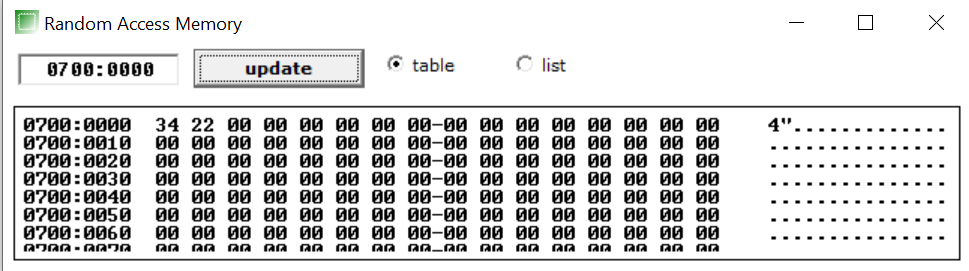 Random Access Memory
0700:0000 update table list
0700:0000 34 22 00 00 00 00 00 00-00 00 00 00 00 00 00 00 4".............
0700:0010 00 00 00 00 00 00 00 00-00 00 00 00 00 00 00 00 ...............
0700:0020 00 00 00 00 00 00 00 00-00 00 00 00 00 00 00 00 ...............
0700:0030 00 00 00 00 00 00 00 00-00 00 00 00 00 00 00 00 ...............
0700:0040 00 00 00 00 00 00 00 00-00 00 00 00 00 00 00 00 ...............
0700:0050 00 00 00 00 00 00 00 00-00 00 00 00 00 00 00 00 ...............
0700:0060 00 00 00 00 00 00 00 00-00 00 00 00 00 00 00 00 ...............